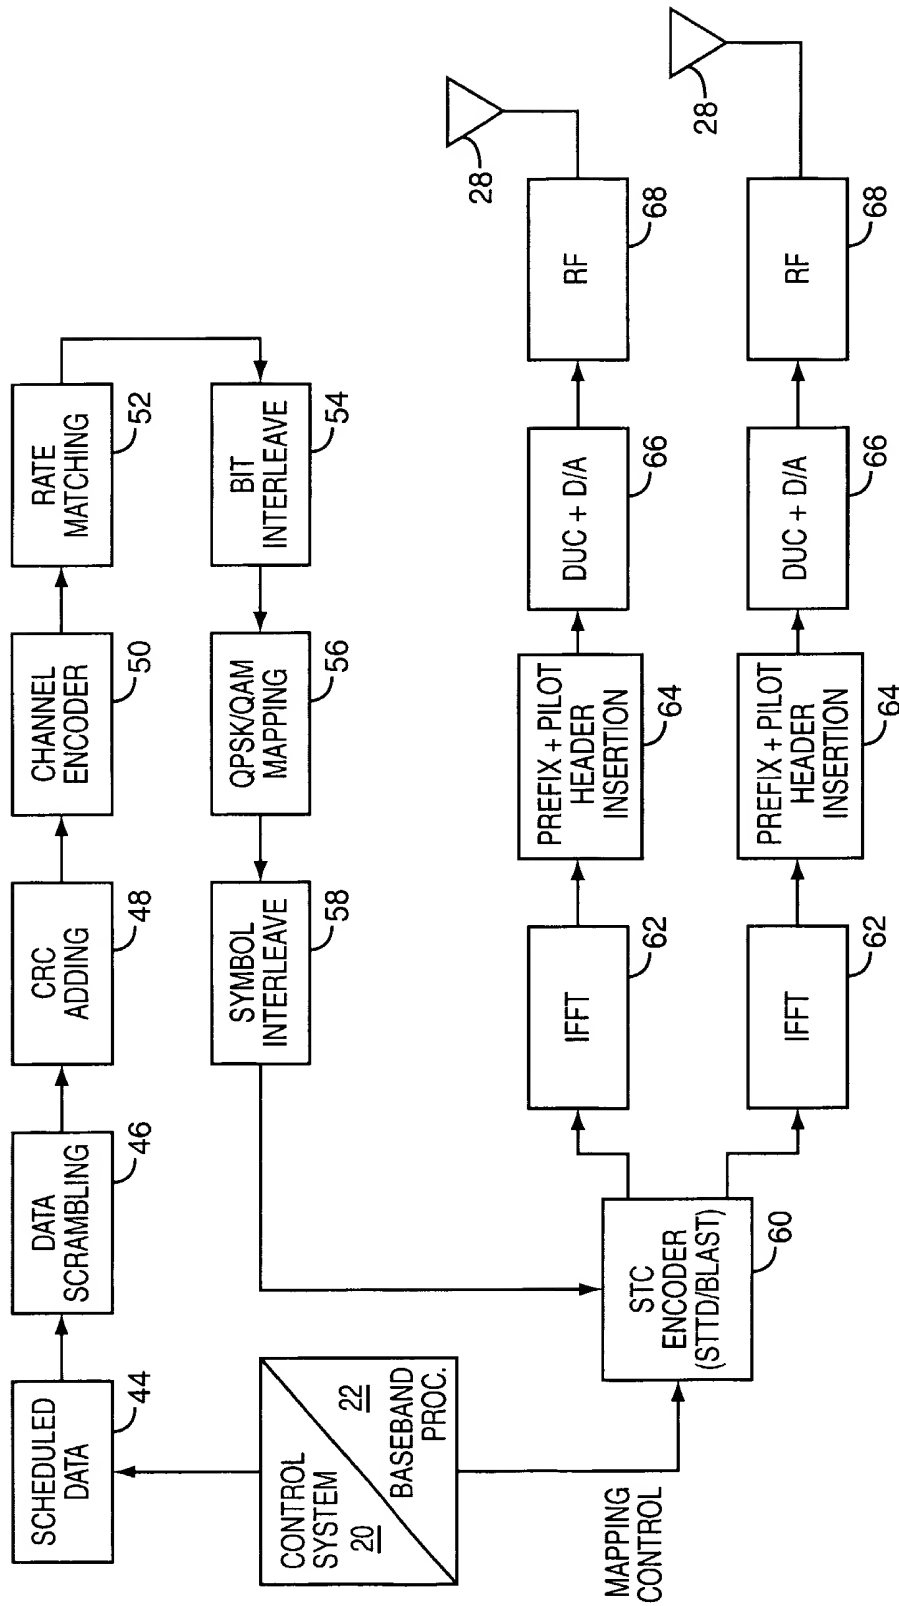 SCHEDULED
DATA
44
DATA
SCRAMBLING
46
CRC
ADDING
48
CHANNEL
ENCODER
50
RATE
MATCHING
52
BIT
INTERLEAVE
54
QPSK/QAM
MAPPING
56
SYMBOL
INTERLEAVE
58
CONTROL
SYSTEM
20
22
BASEBAND
PROC.
MAPPING
CONTROL
STC
ENCODER
(STTD/BLAST)
60
IFFT
62
PREFIX + PILOT
HEADER
INSERTION
64
DUC + D/A
66
RF
68
28
IFFT
62
PREFIX + PILOT
HEADER
INSERTION
64
DUC + D/A
66
RF
68
28